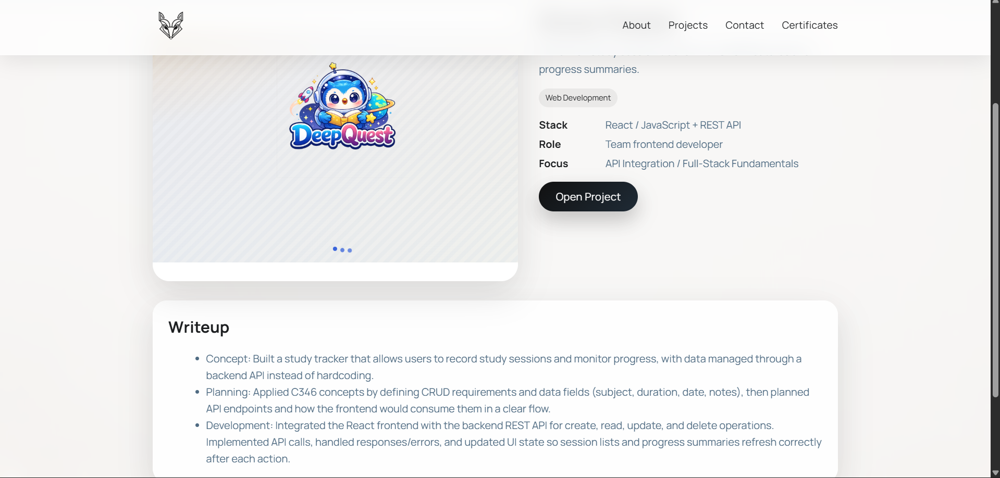 About
Projects
Contact
Certificates
progress summaries.
Web Development
Stack
React / JavaScript + REST API
Role
Team frontend developer
Focus
API Integration / Full-Stack Fundamentals
Open Project
DeepQuest
Writeup
Concept: Built a study tracker that allows users to record study sessions and monitor progress, with data managed through a
backend API instead of hardcoding.
Planning: Applied C346 concepts by defining CRUD requirements and data fields (subject, duration, date, notes), then planned
API endpoints and how the frontend would consume them in a clear flow.
Development: Integrated the React frontend with the backend REST API for create, read, update, and delete operations.
Implemented API calls, handled responses/errors, and updated UI state so session lists and progress summaries refresh correctly
after each action.